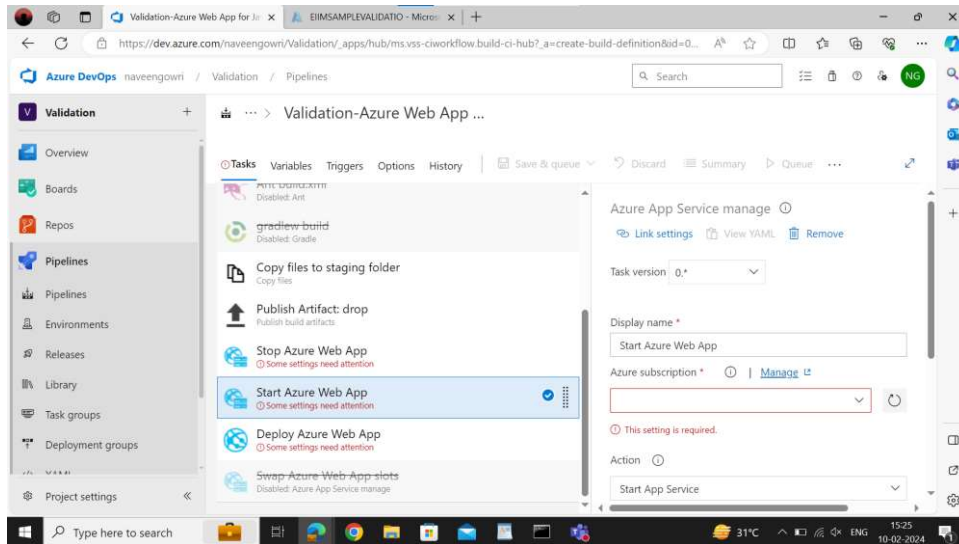 Validation-Azure Web App for Ja
EIIMSAMPLEVALIDATIO - Micros
https://dev.azure.com/naveengowri/Validation/_apps/hub/ms.vss-ciworkflow.build-ci-hub?_a=create-build-definition&id=0...
Azure DevOps naveengowri / Validation / Pipelines
Search
NG
V Validation
Validation-Azure Web App ...
Overview
Boards
Repos
Pipelines
Pipelines
Environments
Releases
Library
Task groups
Deployment groups
Project settings
Tasks Variables Triggers Options History
Save & queue Discard Summary Queue ...
Ant build.xml
Disabled: Ant
gradlew build
Disabled: Gradle
Copy files to staging folder
Copy files
Publish Artifact: drop
Publish build artifacts
Stop Azure Web App
Some settings need attention
Start Azure Web App
Some settings need attention
Deploy Azure Web App
Some settings need attention
Swap Azure Web App slots
Disabled: Azure App Service manage
Azure App Service manage
Link settings View YAML Remove
Task version 0.*
Display name *
Start Azure Web App
Azure subscription * | Manage
This setting is required.
Action
Start App Service
Type here to search
31°C
ENG
15:25
10-02-2024